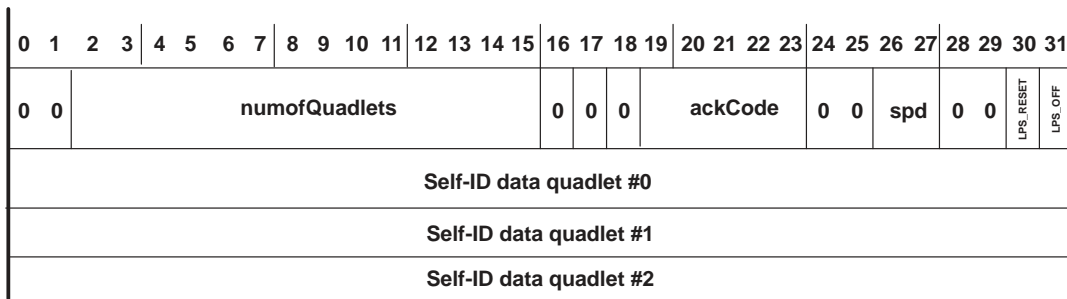 0 1 2 3 4 5 6 7 8 9 10 11 12 13 14 15 16 17 18 19 20 21 22 23 24 25 26 27 28 29 30 31
0 0 numofQuadlets 0 0 0 ackCode 0 0 spd 0 0 LPS_RESET LPS_OFF
Self-ID data quadlet #0
Self-ID data quadlet #1
Self-ID data quadlet #2